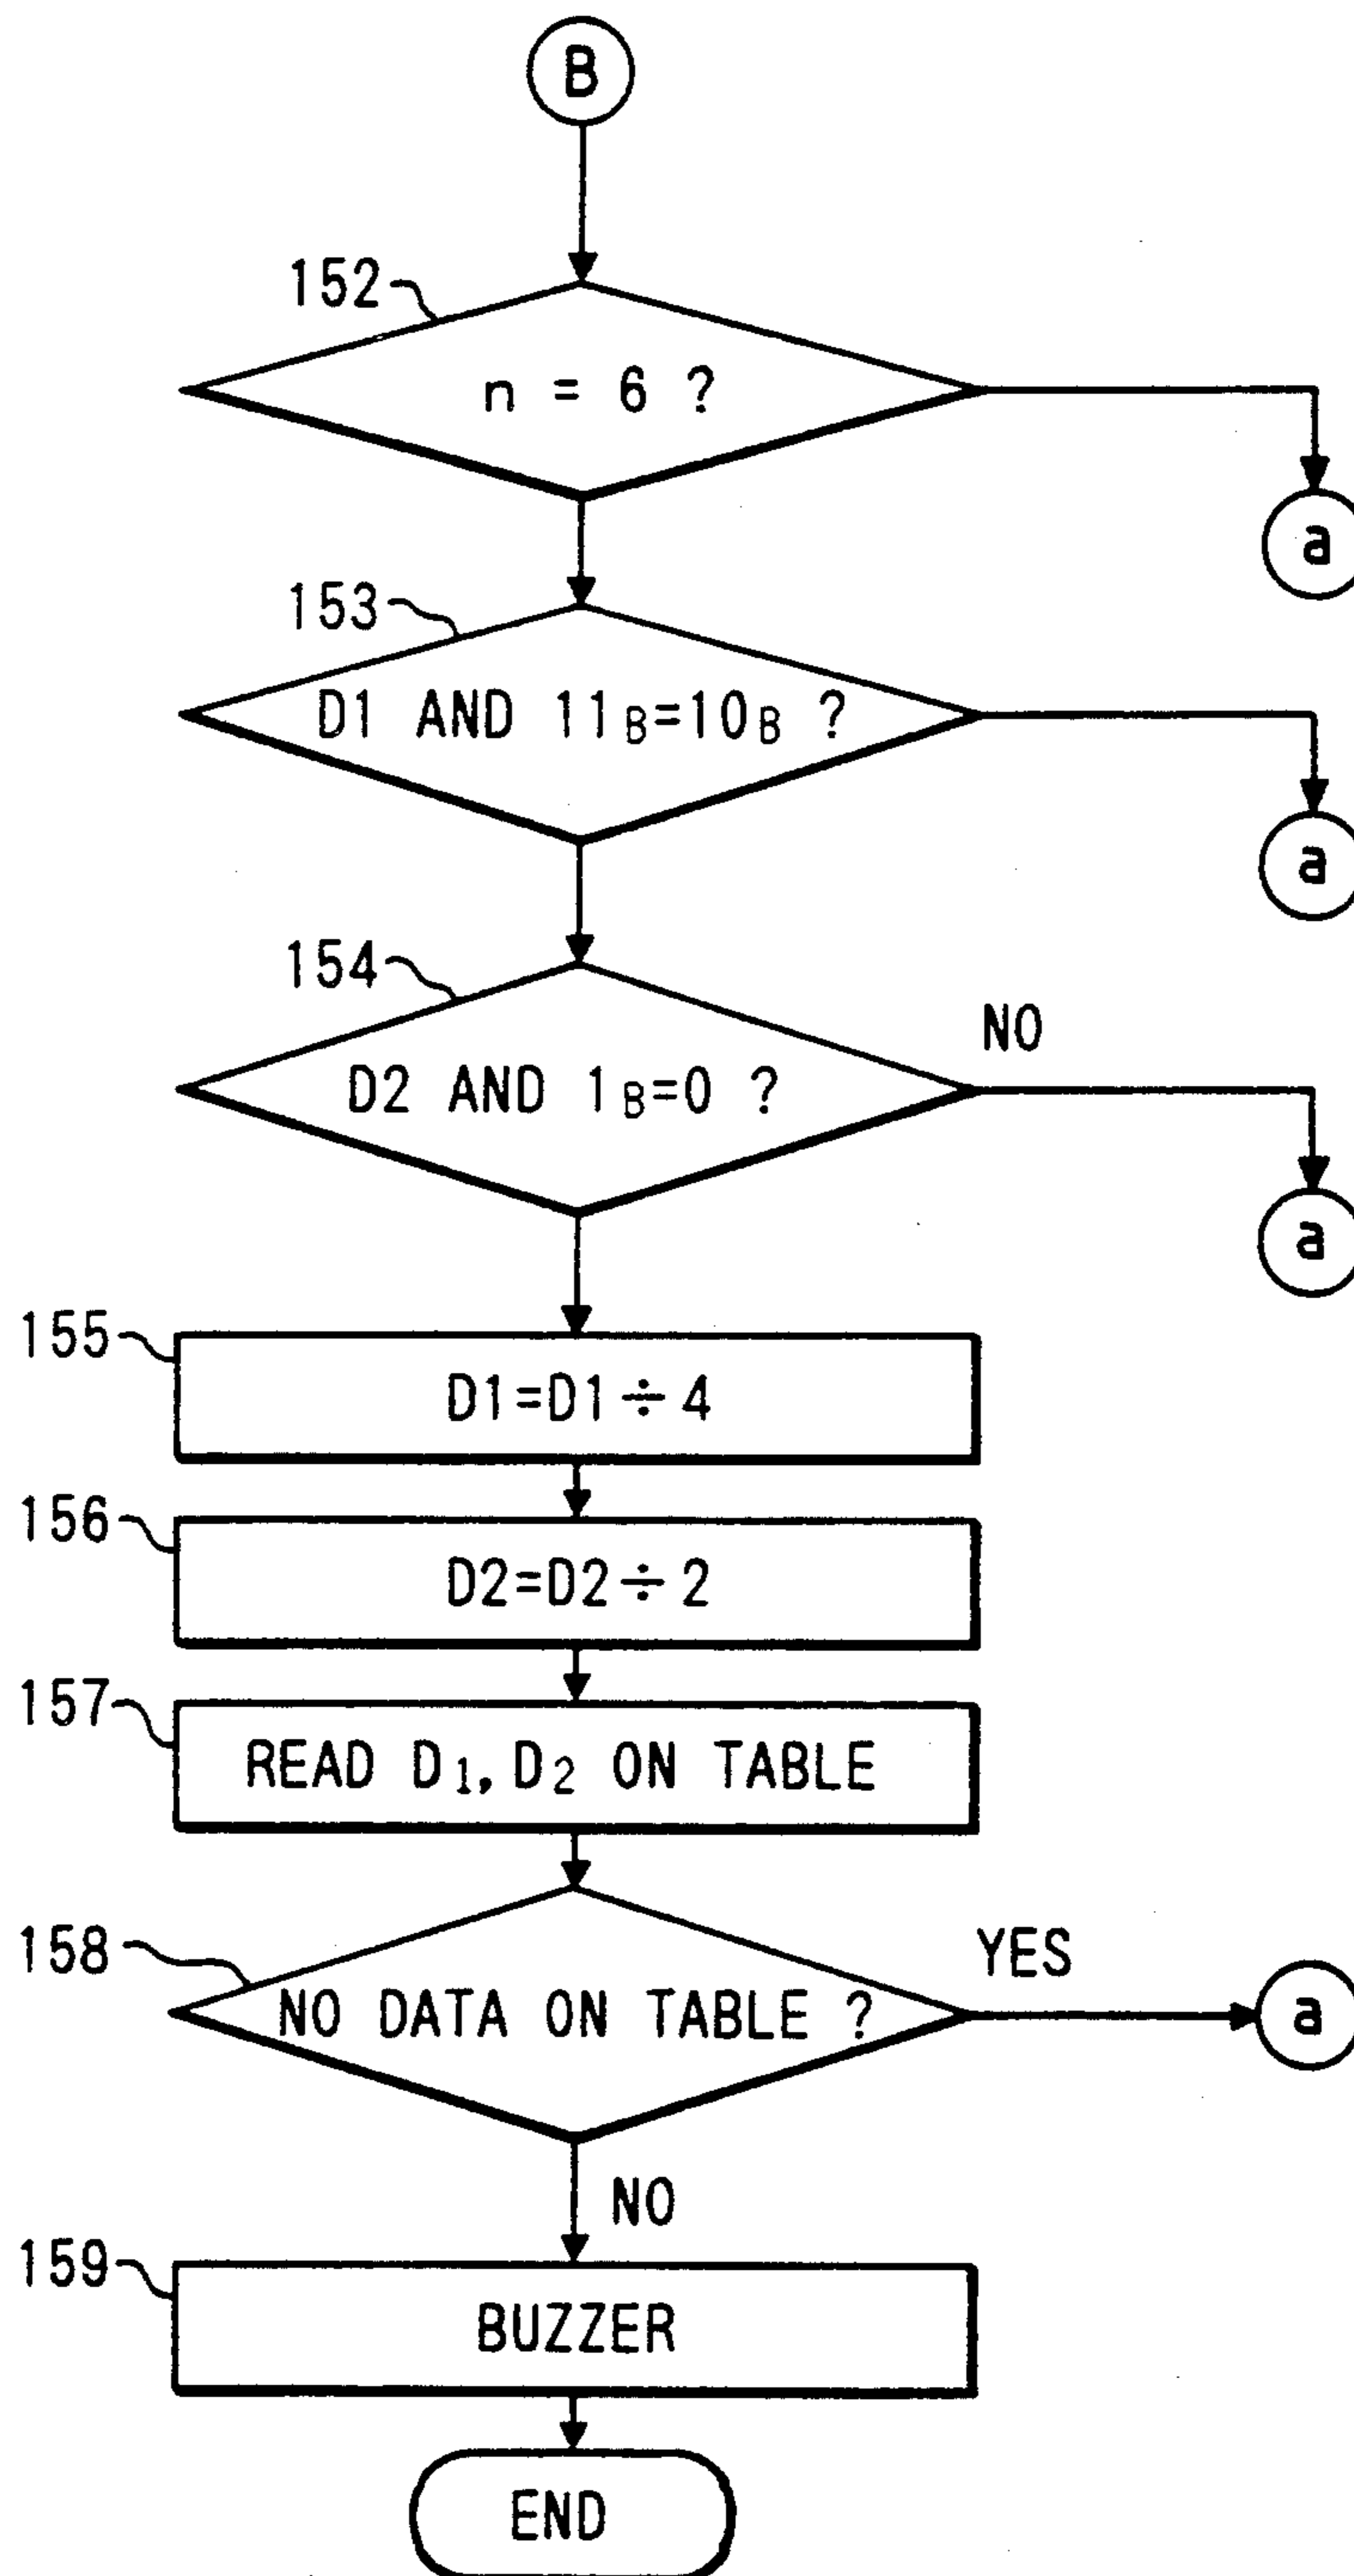 B
152
n = 6 ?
a
153
D1 AND 11B=10B ?
a
154
NO
D2 AND 1B=0 ?
a
155
D1=D1÷4
156
D2=D2÷2
157
READ D1, D2 ON TABLE
158
YES
NO DATA ON TABLE ?
a
NO
159
BUZZER
END